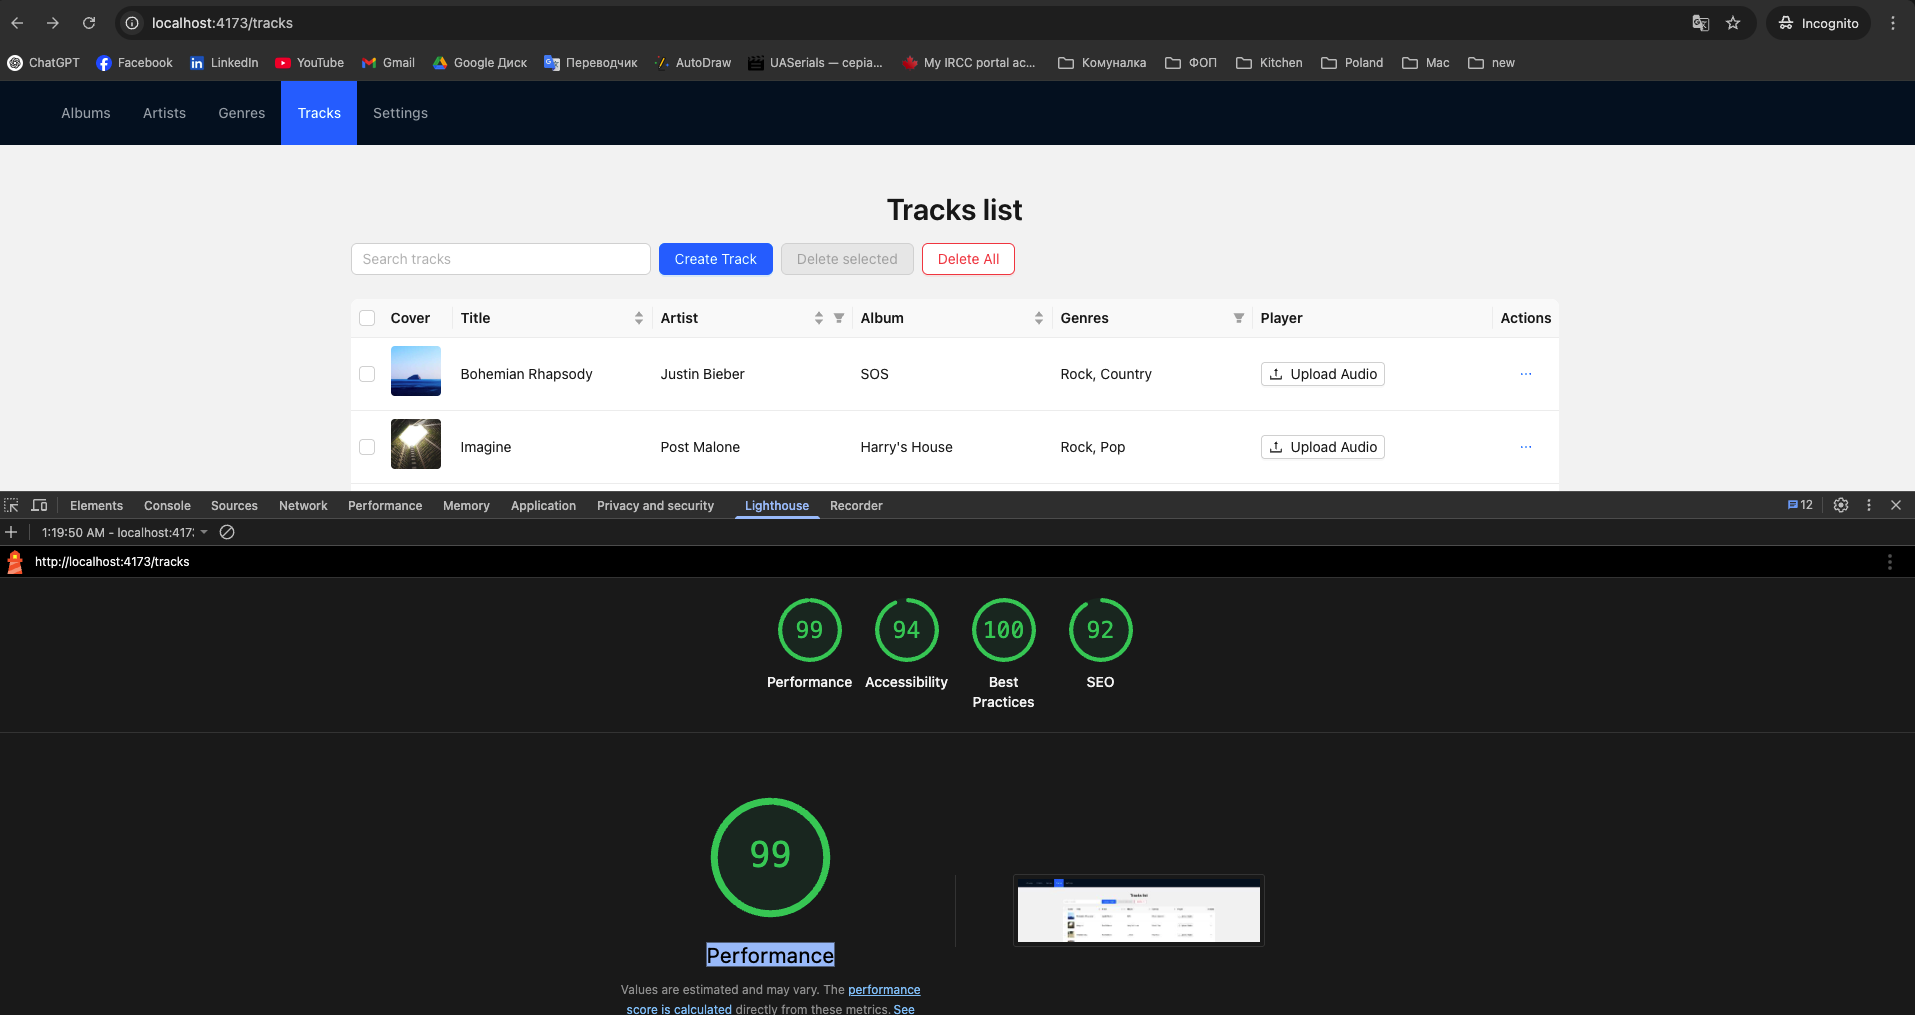 localhost:4173/tracks
Incognito
ChatGPT Facebook LinkedIn YouTube Gmail Google Диск Переводчик AutoDraw UASerials — серіа... My IRCC portal ac... Комуналка ФОП Kitchen Poland Mac new
Albums Artists Genres Tracks Settings
Tracks list
Search tracks Create Track Delete selected Delete All
Cover Title Artist Album Genres Player Actions
Bohemian Rhapsody Justin Bieber SOS Rock, Country Upload Audio ...
Imagine Post Malone Harry's House Rock, Pop Upload Audio ...
Elements Console Sources Network Performance Memory Application Privacy and security Lighthouse Recorder 12
1:19:50 AM - localhost:417
http://localhost:4173/tracks
99 94 100 92
Performance Accessibility Best Practices SEO
99
Performance
Values are estimated and may vary. The performance
score is calculated directly from these metrics. See